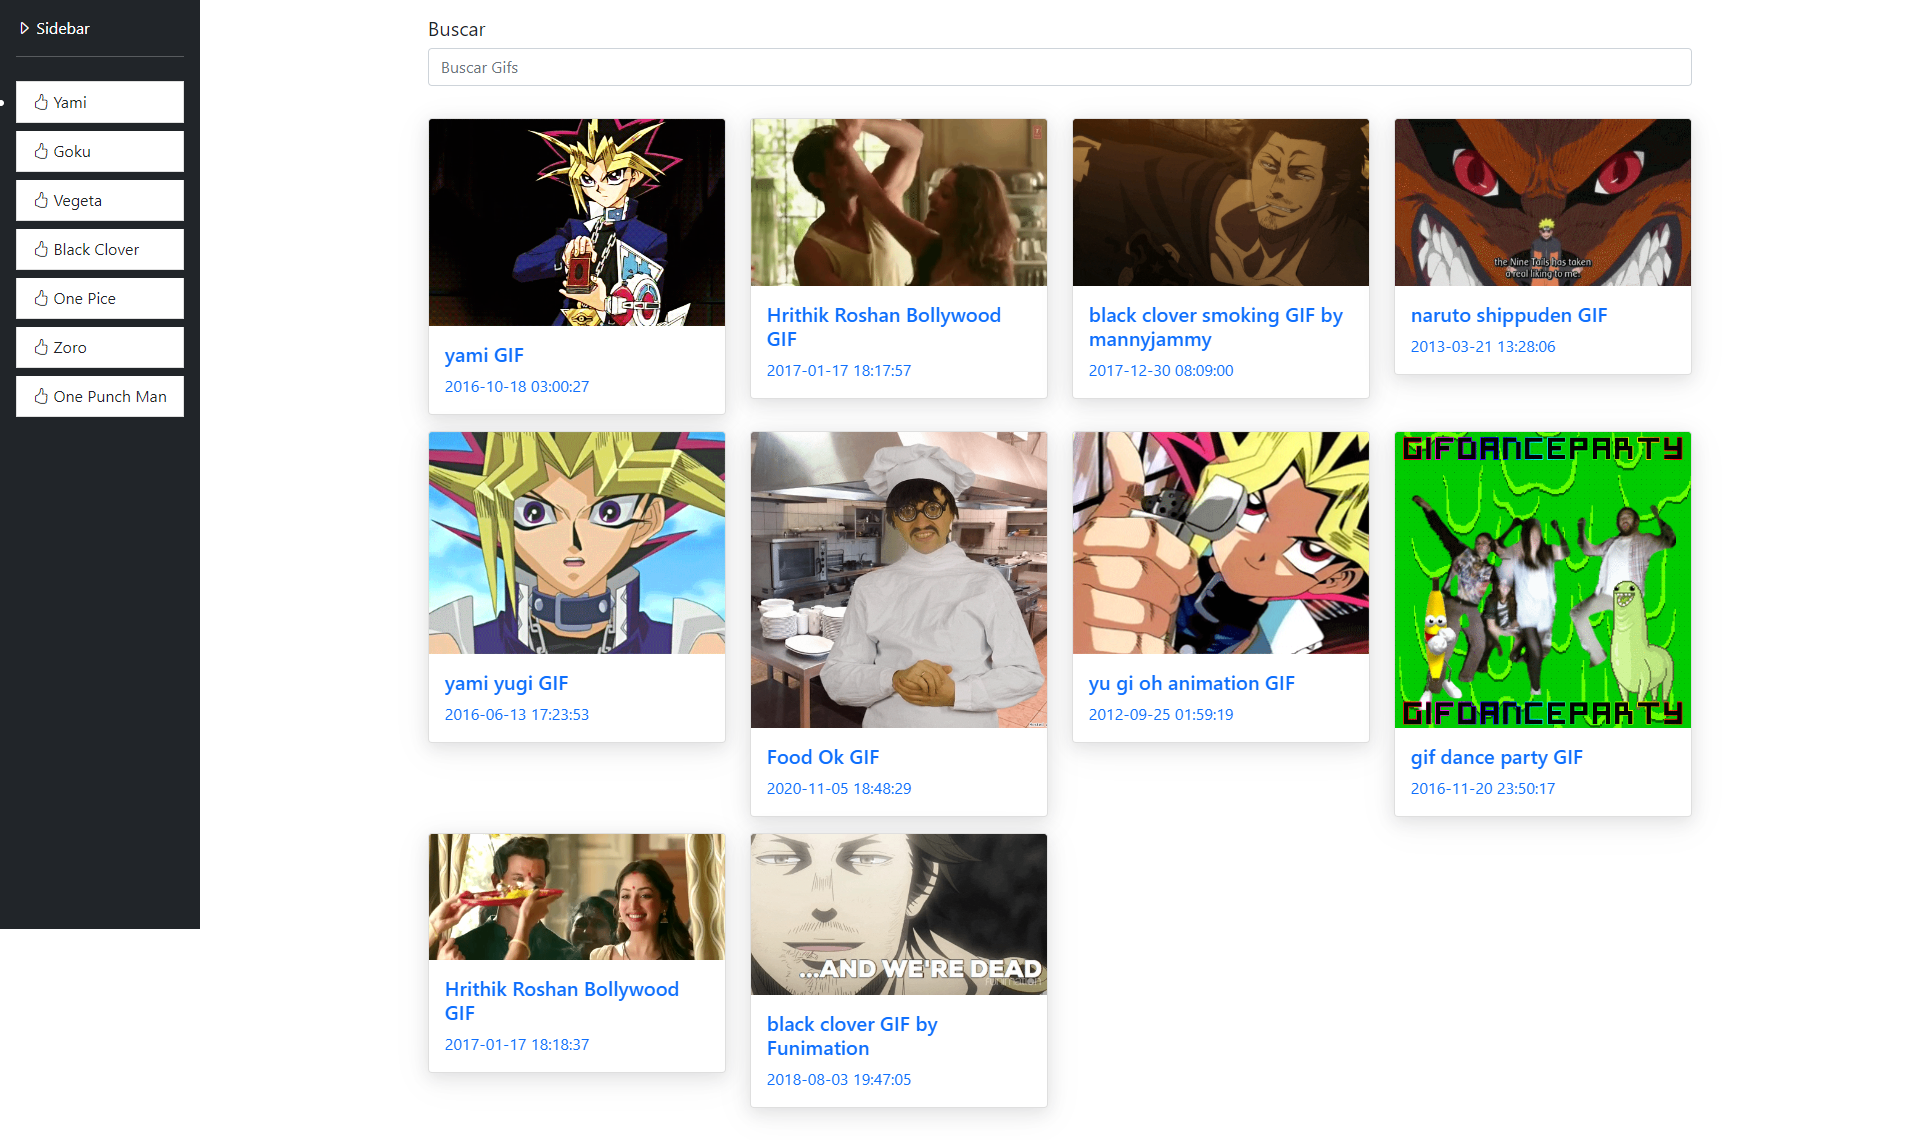 Sidebar
Yami
Goku
Vegeta
Black Clover
One Pice
Zoro
One Punch Man
Buscar
Buscar Gifs
yami GIF
2016-10-18 03:00:27
Hrithik Roshan Bollywood
GIF
2017-01-17 18:17:57
black clover smoking GIF by
mannyjammy
2017-12-30 08:09:00
the Nine Tails has taken
a real liking to me.
naruto shippuden GIF
2013-03-21 13:28:06
yami yugi GIF
2016-06-13 17:23:53
Food Ok GIF
2020-11-05 18:48:29
yu gi oh animation GIF
2012-09-25 01:59:19
GIFDANCEPARTY
GIFDANCEPARTY
gif dance party GIF
2016-11-20 23:50:17
Hrithik Roshan Bollywood
GIF
2017-01-17 18:18:37
...AND WE'RE DEAD
FUNIMATION
black clover GIF by
Funimation
2018-08-03 19:47:05